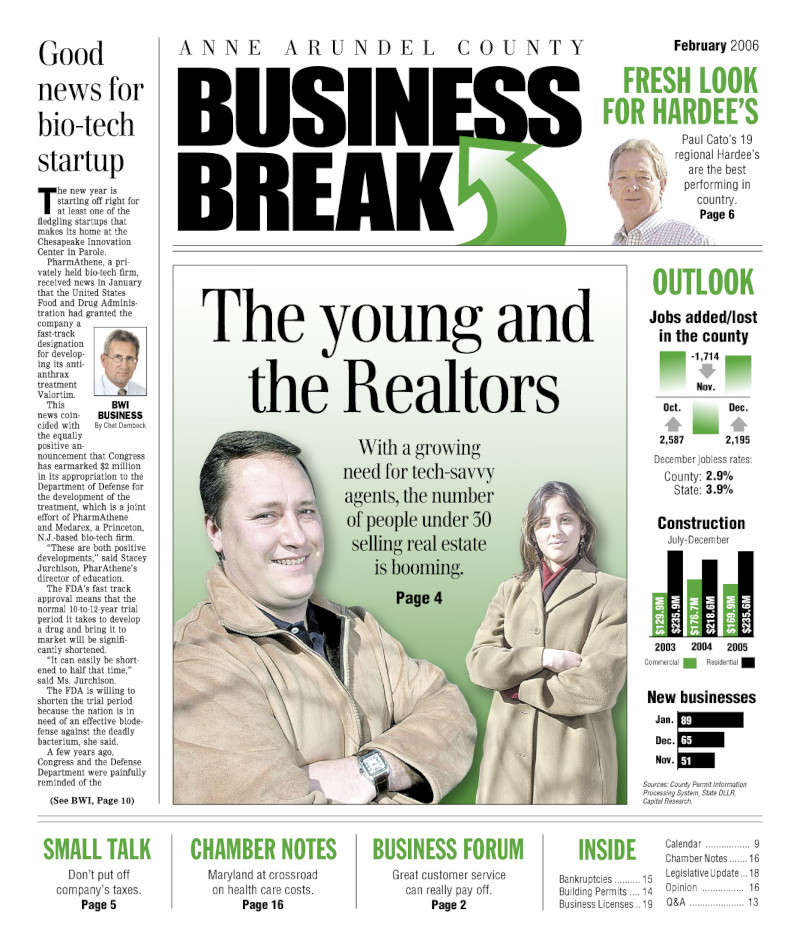 Good
news for
bio-tech
startup
The new year is
starting off right for
at least one of the
fledgling startups that
makes its home at the
Chesapeake Innovation
Center in Parole.
PharmAthene, a pri-
vately held bio-tech firm,
received news in January
that the United States
Food and Drug Adminis-
tration had granted the
company a
fast-track
designation
for develop-
ing its anti-
anthrax
treatment
Valortim.
This
news coin-
cided with
the equally
positive an-
nouncement that Congress
has earmarked $2 million
in its appropriation to the
Department of Defense for
the development of the
treatment, which is a joint
effort of PharmAthene
and Medarex, a Princeton,
N.J.-based bio-tech firm.
"These are both positive
developments," said Stacey
Jurchison, PharAthene's
director of education.
The FDA's fast track
approval means that the
normal 10-to-12-year trial
period it takes to develop
a drug and bring it to
market will be signifi-
cantly shortened.
"It can easily be short-
ened to half that time,"
said Ms. Jurchison.
The FDA is willing to
shorten the trial period
because the nation is in
need of an effective biode-
fense against the deadly
bacterium, she said.
A few years ago,
Congress and the Defense
Department were painfully
reminded of the
(See BWI, Page 10)
BWI
BUSINESS
By Chet Dembeck
ANNE ARUNDEL COUNTY
BUSINESS
BREAK
February 2006
FRESH LOOK
FOR HARDEE'S
Paul Cato's 19
regional Hardee's
are the best
performing in
country.
Page 6
The young and
the Realtors
With a growing
need for tech-savvy
agents, the number
of people under 30
selling real estate
is booming.
Page 4
OUTLOOK
Jobs added/lost
in the county
-1,714
Nov.
Oct. Dec.
2,587 2,195
December jobless rates:
County: 2.9%
State: 3.9%
Construction
July-December
$129.9M $235.9M $176.7M $218.6M $169.9M $235.6M
2003 2004 2005
Commercial Residential
New businesses
Jan. 89
Dec. 65
Nov. 51
Sources: County Permit Information
Processing System, State DLLR,
Capital Research.
SMALL TALK
Don't put off
company's taxes.
Page 5
CHAMBER NOTES
Maryland at crossroad
on health care costs.
Page 16
BUSINESS FORUM
Great customer service
can really pay off.
Page 2
INSIDE
Bankruptcies .......... 15
Building Permits .... 14
Business Licenses .. 19
Calendar ................ 9
Chamber Notes ....... 16
Legislative Update ... 18
Opinion ................ 16
Q&A ..................... 13